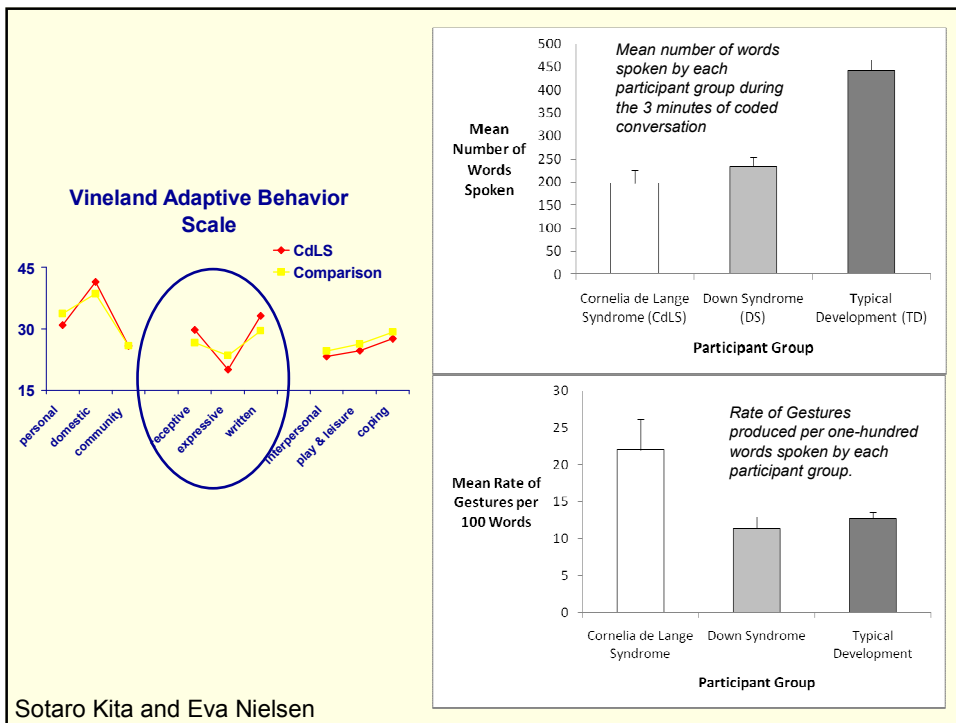 Vineland Adaptive Behavior
Scale
CdLS
Comparison
45
30
15
personal
domestic
community
receptive
expressive
written
interpersonal
play & leisure
coping
Mean Number of
Words
Spoken
500
450
400
350
300
250
200
150
100
50
0
Mean number of words
spoken by each
participant group during
the 3 minutes of coded
conversation
Cornelia de Lange
Syndrome (CdLS)
Down Syndrome
(DS)
Typical
Development (TD)
Participant Group
Mean Rate of
Gestures per
100 Words
30
25
20
15
10
5
0
Rate of Gestures
produced per one-hundred
words spoken by each
participant group.
Cornelia de Lange
Syndrome
Down Syndrome
Typical
Development
Participant Group
Sotaro Kita and Eva Nielsen